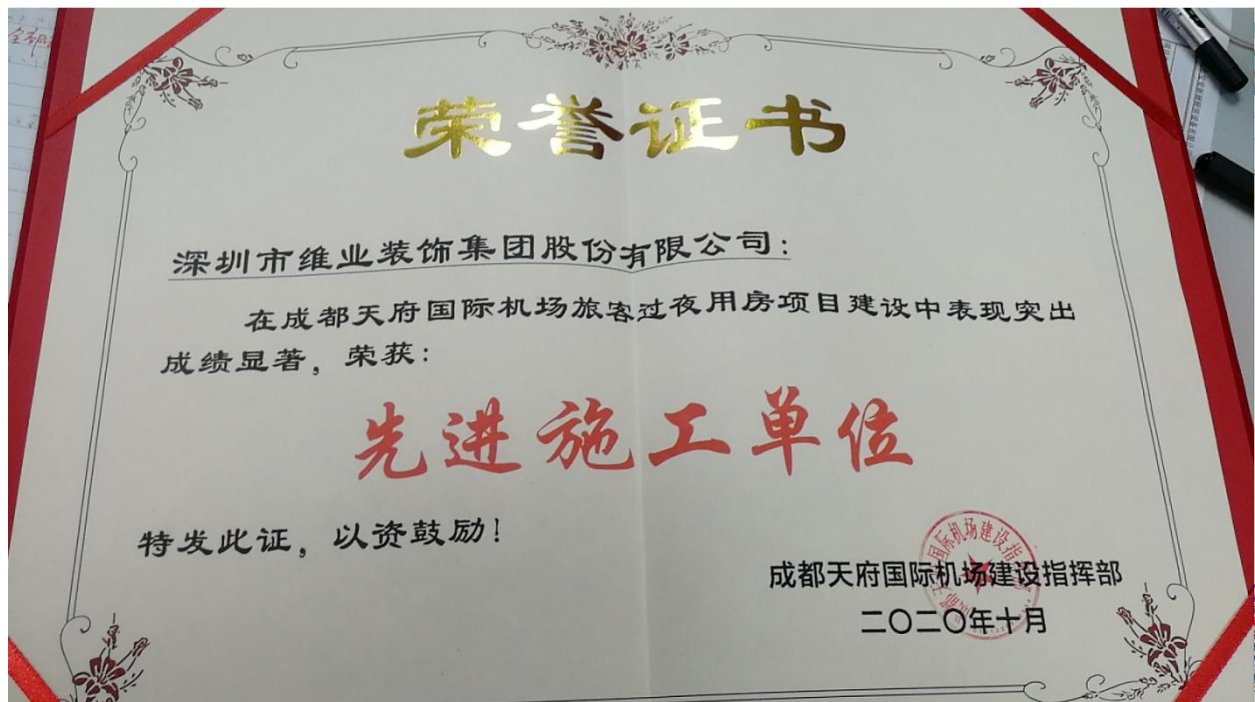 荣誉证书
深圳市维业装饰集团股份有限公司：
在成都天府国际机场旅客过夜用房项目建设中表现突出
成绩显著，荣获：
先进施工单位
特发此证，以资鼓励！
成都天府国际机场建设指挥部
二〇二〇年十月